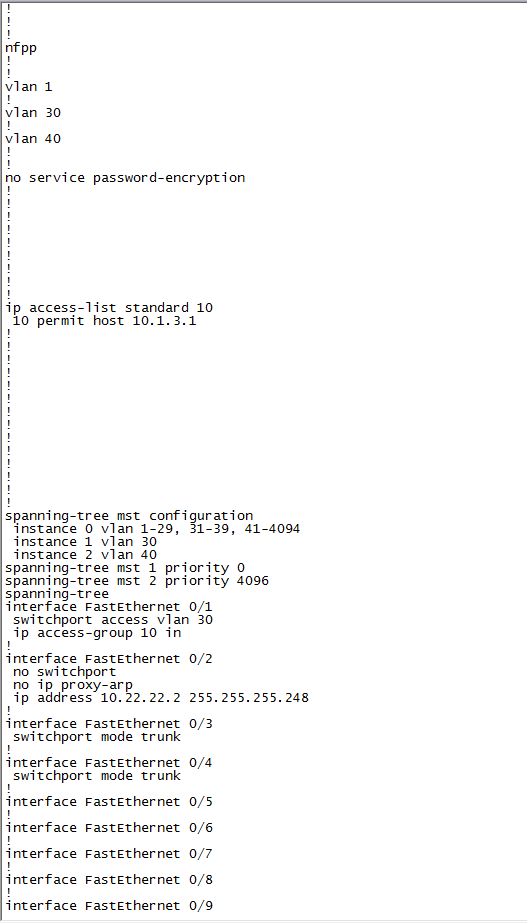 !
!
!
nfpp
!
!
vlan 1
!
vlan 30
!
vlan 40
!
!
no service password-encryption
!
!
!
!
!
!
!
!
!
ip access-list standard 10
 10 permit host 10.1.3.1
!
!
!
!
!
!
!
!
!
!
!
!
!
!
spanning-tree mst configuration
 instance 0 vlan 1-29, 31-39, 41-4094
 instance 1 vlan 30
 instance 2 vlan 40
spanning-tree mst 1 priority 0
spanning-tree mst 2 priority 4096
spanning-tree
interface FastEthernet 0/1
 switchport access vlan 30
 ip access-group 10 in
!
interface FastEthernet 0/2
 no switchport
 no ip proxy-arp
 ip address 10.22.22.2 255.255.255.248
!
interface FastEthernet 0/3
 switchport mode trunk
!
interface FastEthernet 0/4
 switchport mode trunk
!
interface FastEthernet 0/5
!
interface FastEthernet 0/6
!
interface FastEthernet 0/7
!
interface FastEthernet 0/8
!
interface FastEthernet 0/9